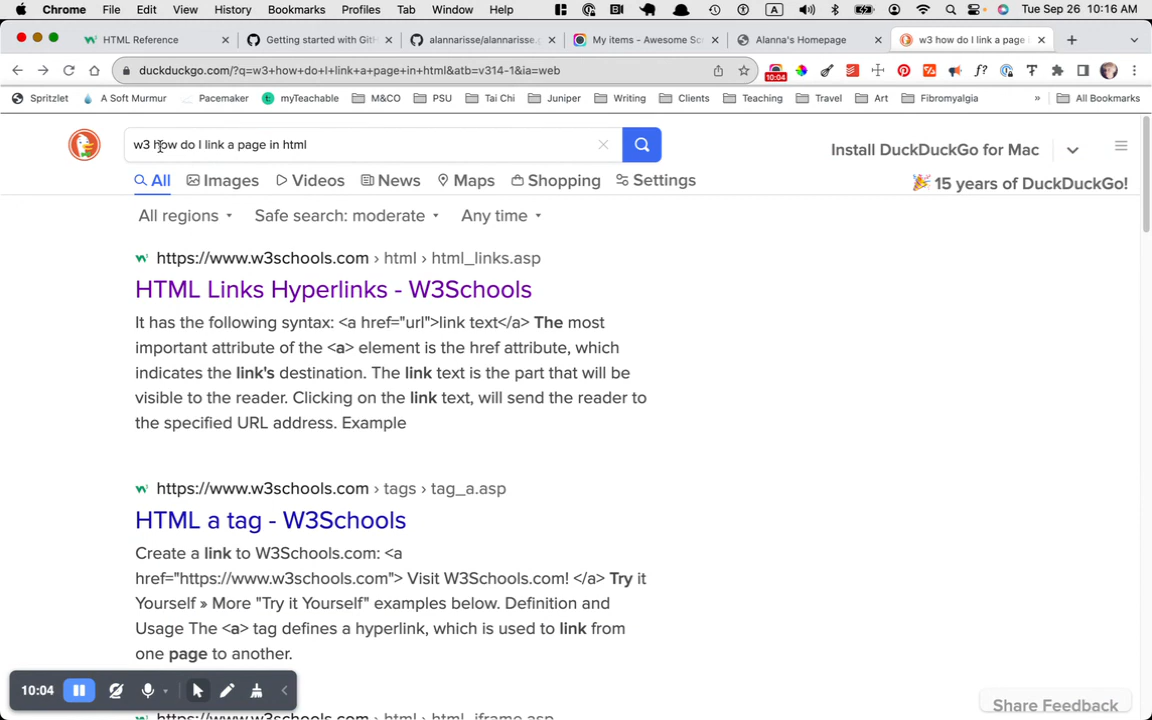 Chrome File Edit View History Bookmarks Profiles Tab Window Help Tue Sep 26 10:16 AM
HTML Reference Getting started with Git alannarisse/alannarisse. My items - Awesome Scr Alanna's Homepage w3 how do I link a page
duckduckgo.com/?q=w3+how+do+I+link+a+page+in+html&atb=v314-1&ia=web 10:04
Spritzlet A Soft Murmur Pacemaker myTeachable M&CO PSU Tai Chi Juniper Writing Clients Teaching Travel Art Fibromyalgia » All Bookmarks
w3 how do I link a page in html
Install DuckDuckGo for Mac
All Images Videos News Maps Shopping Settings
15 years of DuckDuckGo!
All regions Safe search: moderate Any time
https://www.w3schools.com › html › html_links.asp
HTML Links Hyperlinks - W3Schools
It has the following syntax: <a href="url">link text</a> The most
important attribute of the <a> element is the href attribute, which
indicates the link's destination. The link text is the part that will be
visible to the reader. Clicking on the link text, will send the reader to
the specified URL address. Example
https://www.w3schools.com › tags › tag_a.asp
HTML a tag - W3Schools
Create a link to W3Schools.com: <a
href="https://www.w3schools.com"> Visit W3Schools.com! </a> Try it
Yourself » More "Try it Yourself" examples below. Definition and
Usage The <a> tag defines a hyperlink, which is used to link from
one page to another.
10:04
https://www.w3schools.com › html › html_iframe.asp
Share Feedback